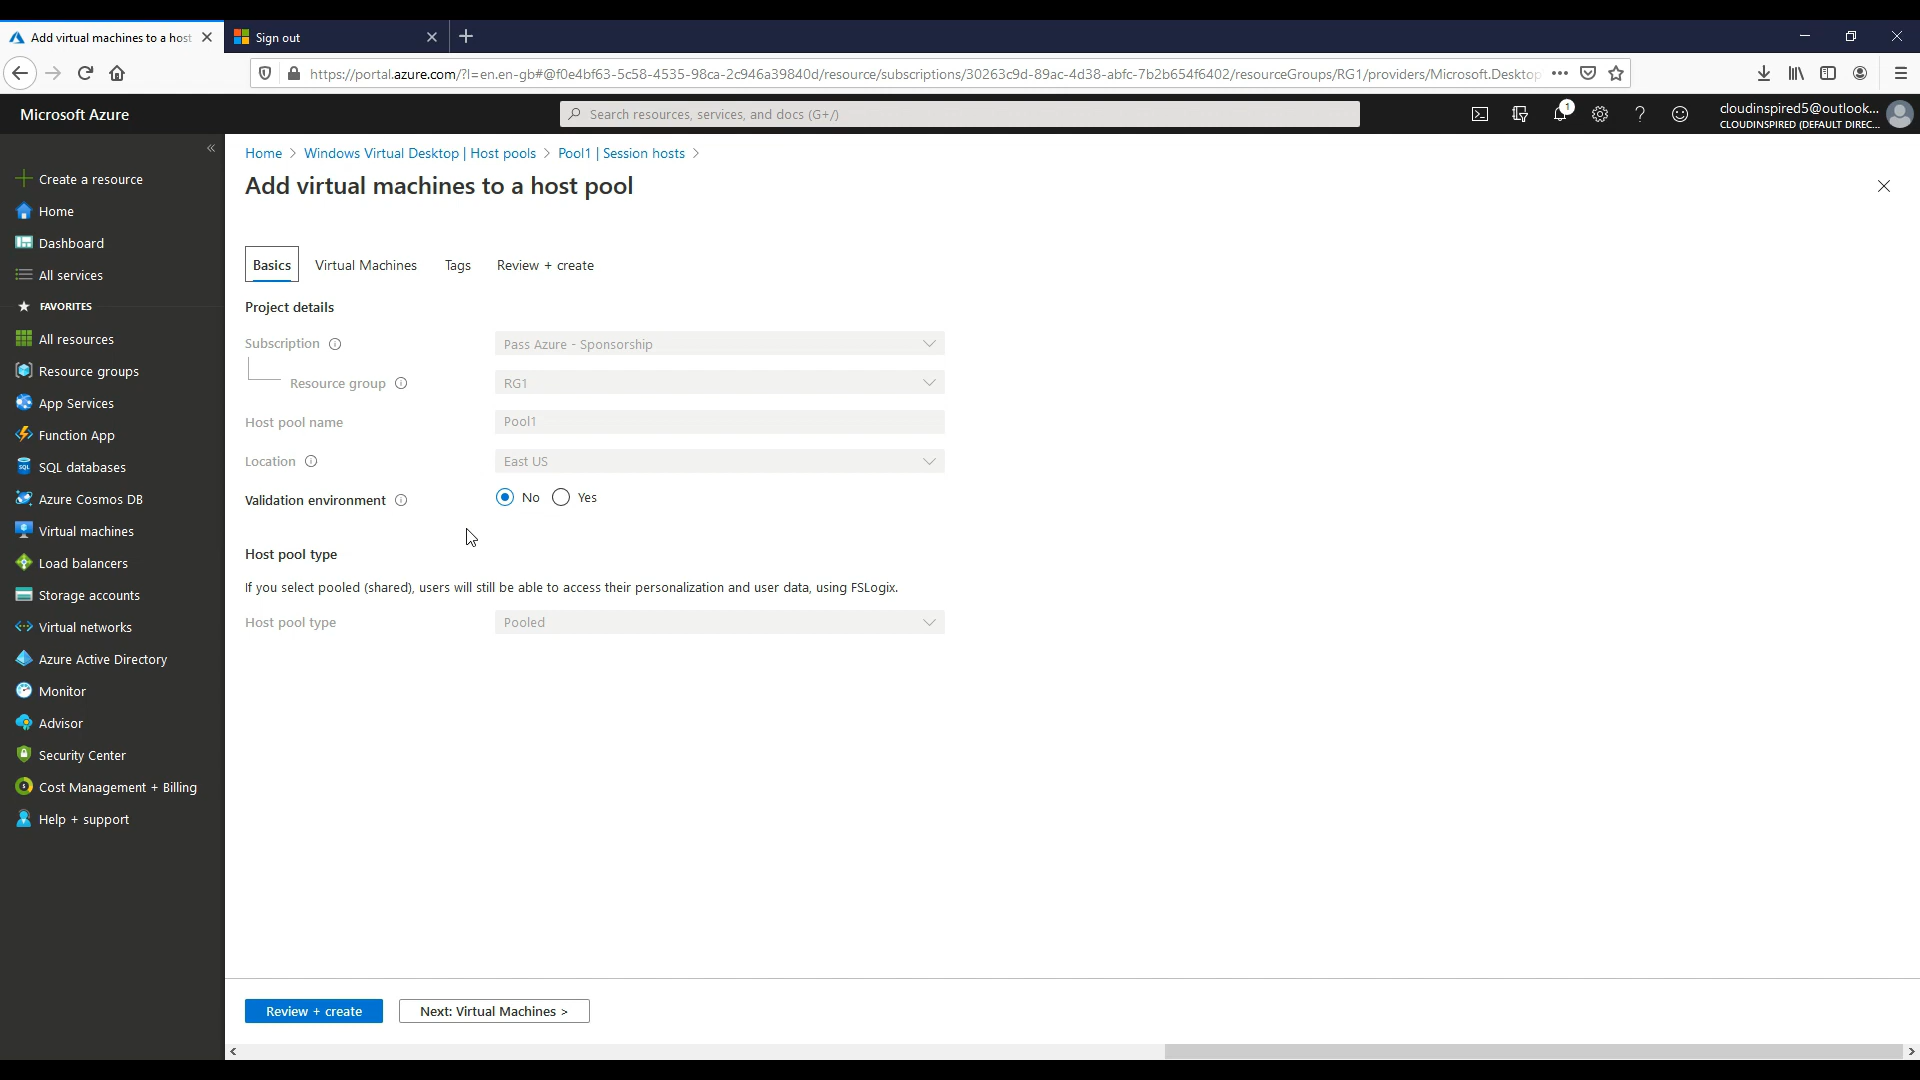 Add virtual machines to a host
Sign out
https://portal.azure.com/?l=en.en-gb#@f0e4bf63-5c58-4535-98ca-2c946a39840d/resource/subscriptions/30263c9d-89ac-4d38-abfc-7b2b654f6402/resourceGroups/RG1/providers/Microsoft.Desktop
Microsoft Azure
Search resources, services, and docs (G+/)
1
cloudinspired5@outlook...
CLOUDINSPIRED (DEFAULT DIREC...
Create a resource
Home
Dashboard
All services
FAVORITES
All resources
Resource groups
App Services
Function App
SQL databases
Azure Cosmos DB
Virtual machines
Load balancers
Storage accounts
Virtual networks
Azure Active Directory
Monitor
Advisor
Security Center
Cost Management + Billing
Help + support
Home > Windows Virtual Desktop | Host pools > Pool1 | Session hosts >
Add virtual machines to a host pool
Basics Virtual Machines Tags Review + create
Project details
Subscription Pass Azure - Sponsorship
Resource group RG1
Host pool name Pool1
Location East US
Validation environment No Yes
Host pool type
If you select pooled (shared), users will still be able to access their personalization and user data, using FSLogix.
Host pool type Pooled
Review + create Next: Virtual Machines >